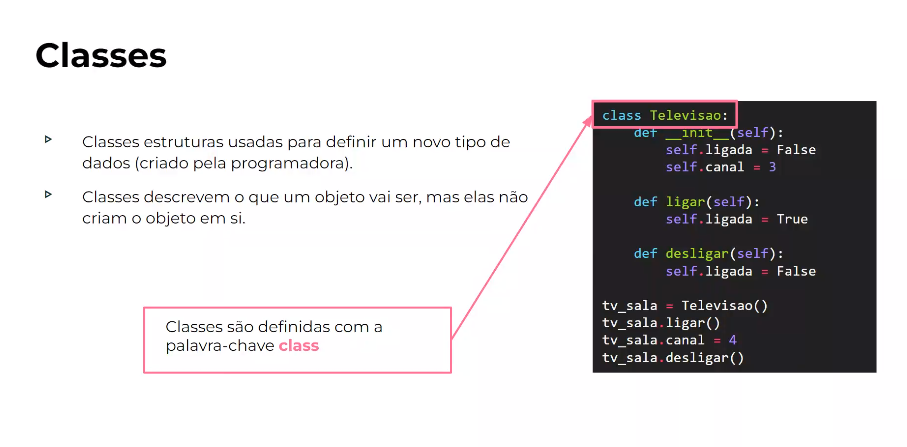 Classes
Classes estruturas usadas para definir um novo tipo de
dados (criado pela programadora).
Classes descrevem o que um objeto vai ser, mas elas não
criam o objeto em si.
Classes são definidas com a
palavra-chave class
class Televisao:
    def __init__(self):
        self.ligada = False
        self.canal = 3
    def ligar(self):
        self.ligada = True
    def desligar(self):
        self.ligada = False
tv_sala = Televisao()
tv_sala.ligar()
tv_sala.canal = 4
tv_sala.desligar()